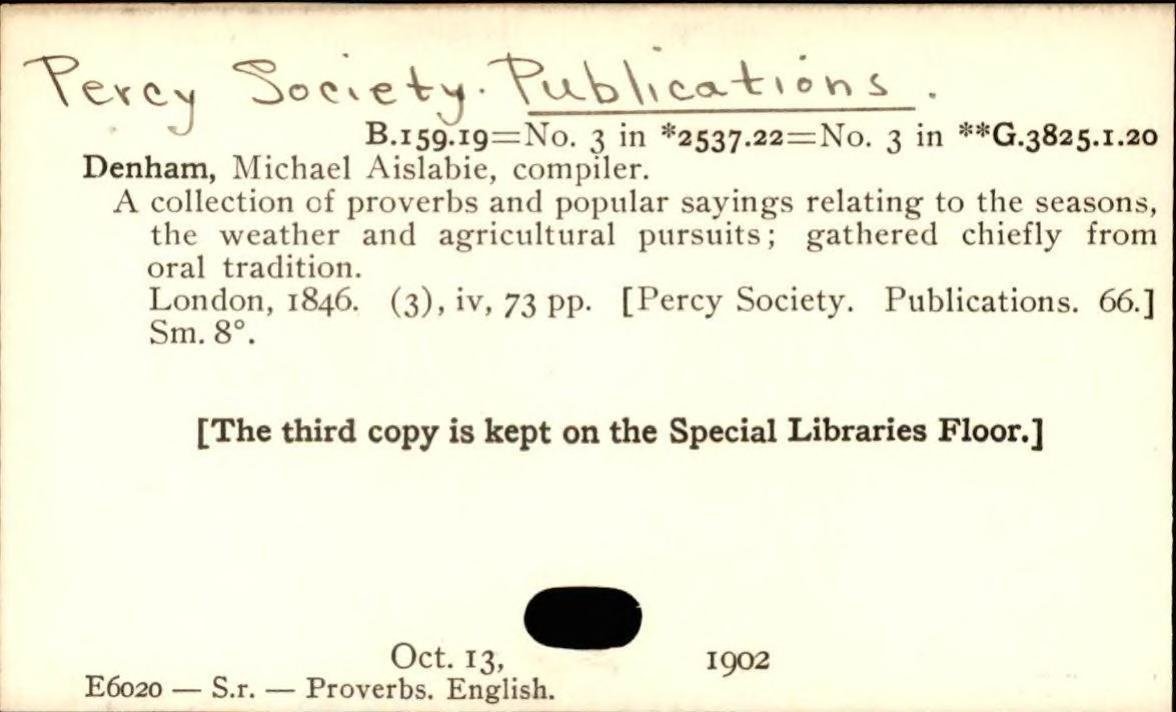 Percy Society. Publications.
B.159.19=No. 3 in *2537.22=No. 3 in **G.3825.1.20
Denham, Michael Aislabie, compiler.
A collection of proverbs and popular sayings relating to the seasons,
the weather and agricultural pursuits; gathered chiefly from
oral tradition.
London, 1846. (3), iv, 73 pp. [Percy Society. Publications. 66.]
Sm. 8°.
[The third copy is kept on the Special Libraries Floor.]
Oct. 13, 1902
E6020 — S.r. — Proverbs. English.